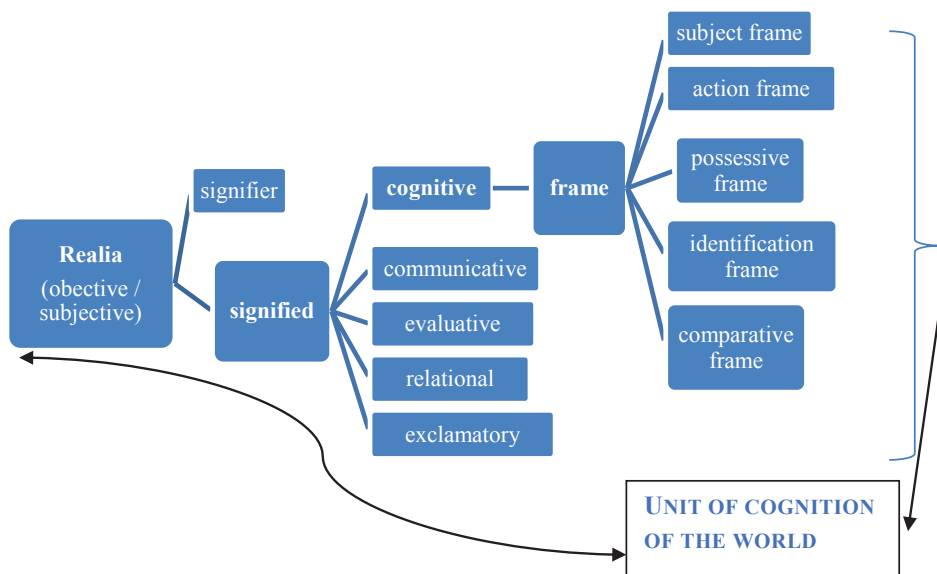 Realia
(obective /
subjective)
signifier
signified
cognitive
communicative
evaluative
relational
exclamatory
frame
subject frame
action frame
possessive
frame
identification
frame
comparative
frame
UNIT OF COGNITION
OF THE WORLD